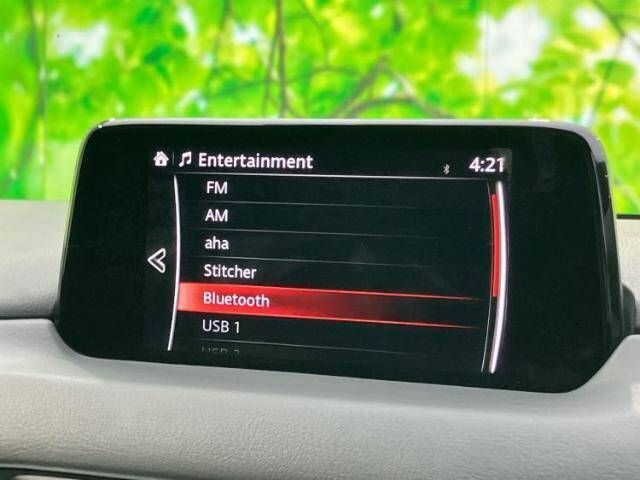 Entertainment 4:21
FM
AM
aha
Stitcher
Bluetooth
USB 1